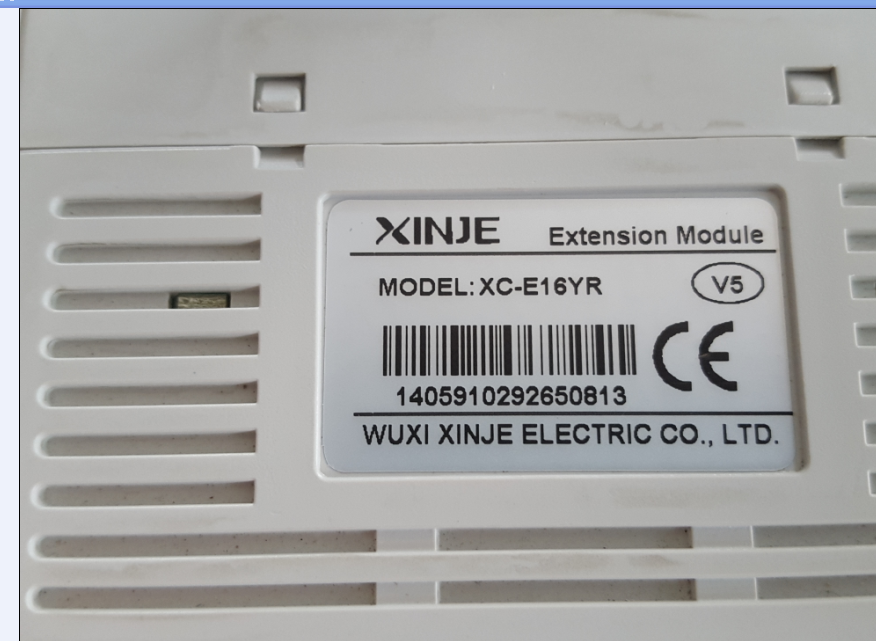 XINJE Extension Module
MODEL: XC-E16YR V5
CE
1405910292650813
WUXI XINJE ELECTRIC CO., LTD.